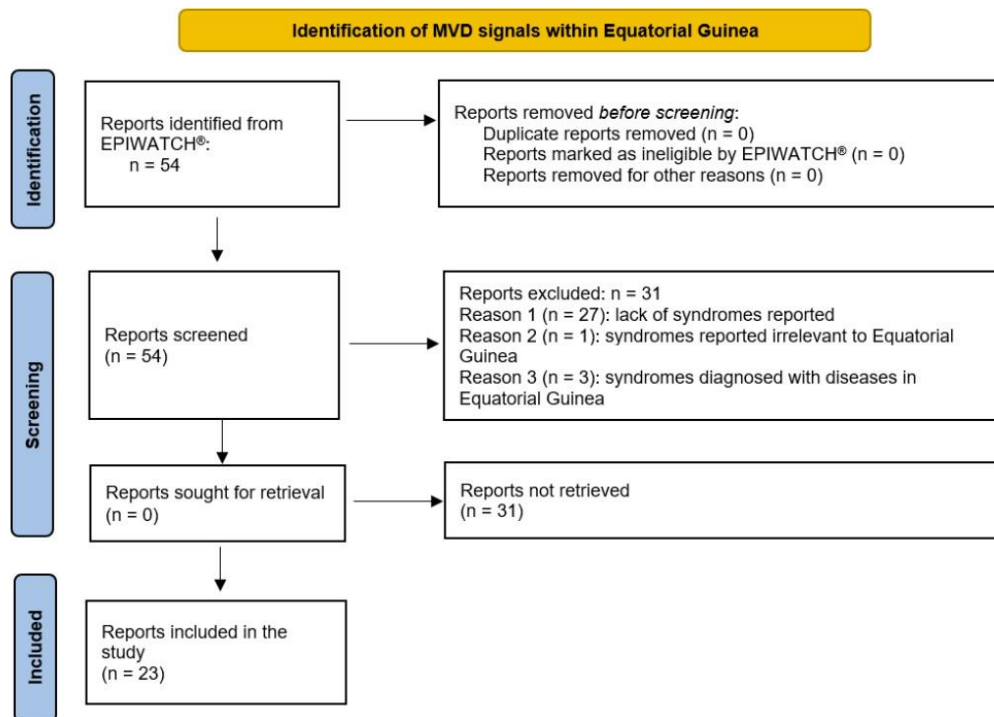 Identification of MVD signals within Equatorial Guinea
Identification
Reports identified from
EPIWATCH®:
n = 54
Reports removed before screening:
Duplicate reports removed (n = 0)
Reports marked as ineligible by EPIWATCH® (n = 0)
Reports removed for other reasons (n = 0)
Screening
Reports screened
(n = 54)
Reports excluded: n = 31
Reason 1 (n = 27): lack of syndromes reported
Reason 2 (n = 1): syndromes reported irrelevant to Equatorial
Guinea
Reason 3 (n = 3): syndromes diagnosed with diseases in
Equatorial Guinea
Reports sought for retrieval
(n = 0)
Reports not retrieved
(n = 31)
Included
Reports included in the
study
(n = 23)